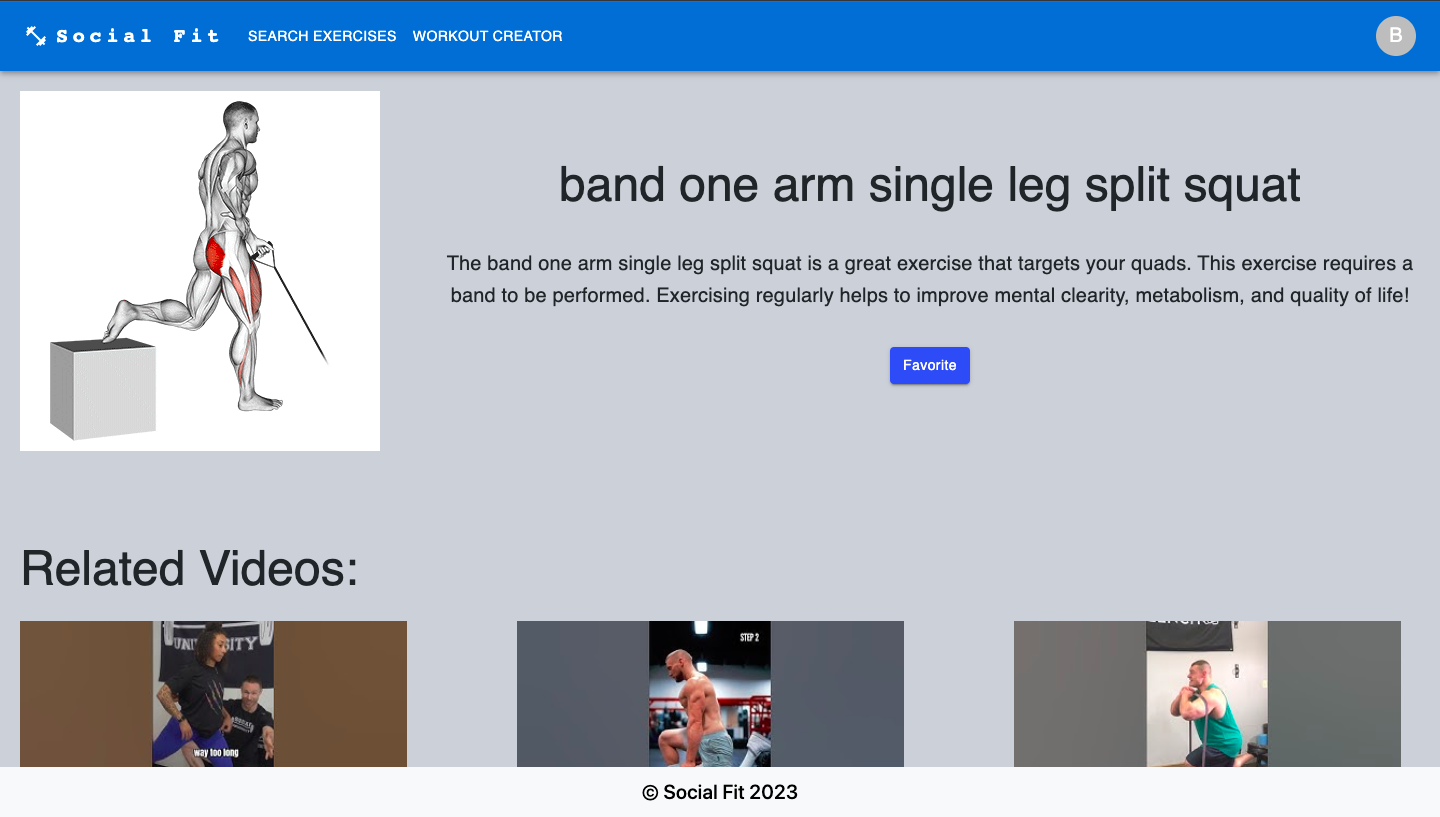 Social Fit SEARCH EXERCISES WORKOUT CREATOR B
band one arm single leg split squat
The band one arm single leg split squat is a great exercise that targets your quads. This exercise requires a
band to be performed. Exercising regularly helps to improve mental clearity, metabolism, and quality of life!
Favorite
Related Videos:
STEP 2
way too long
© Social Fit 2023